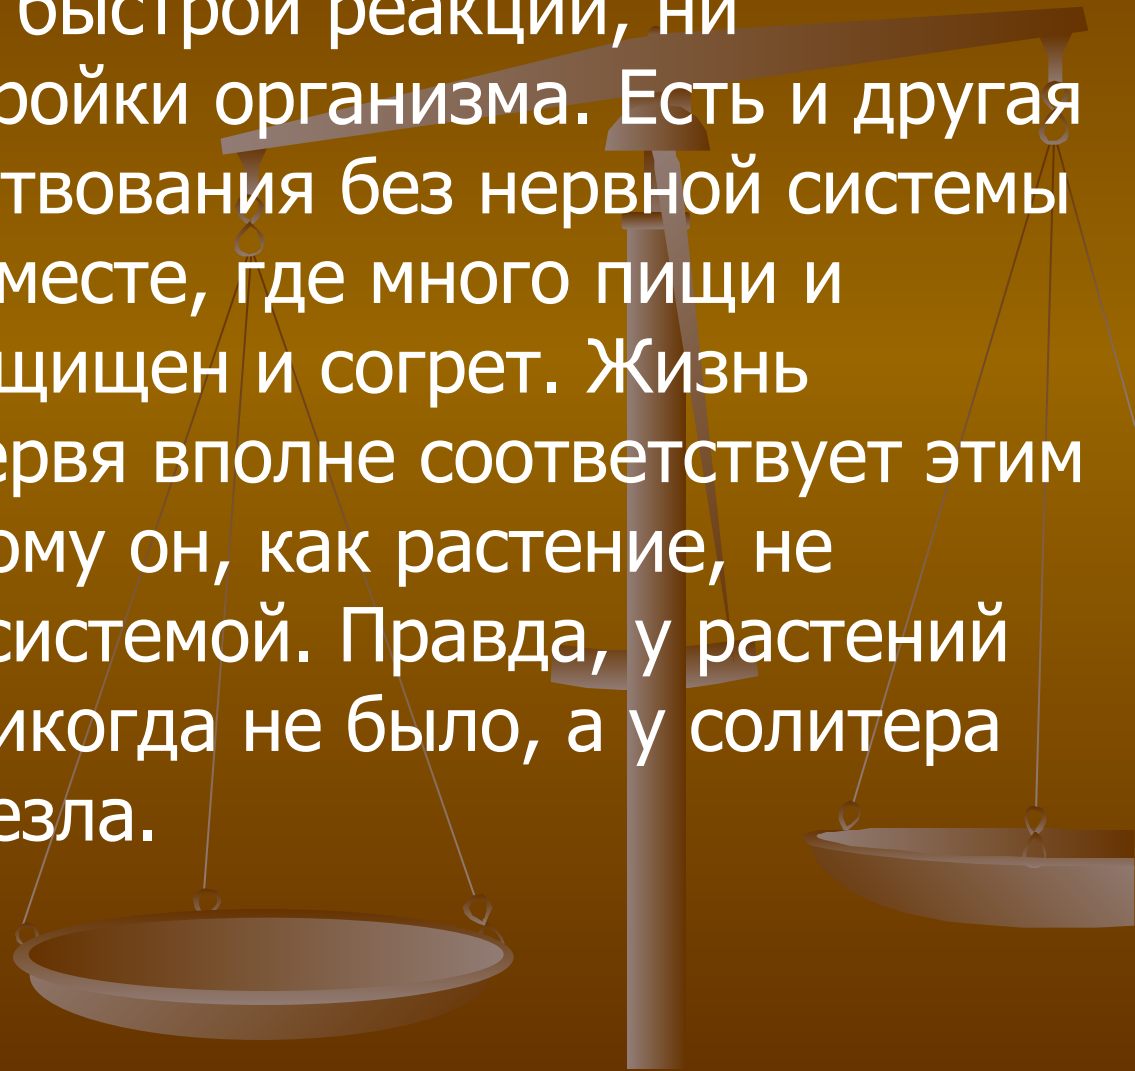 быстрой реакции, ни
ройки организма. Есть и другая
ствования без нервной системы
месте, где много пищи и
щищен и согрет. Жизнь
ервя вполне соответствует этим
ому он, как растение, не
системой. Правда, у растений
икогда не было, а у солитера
езла.